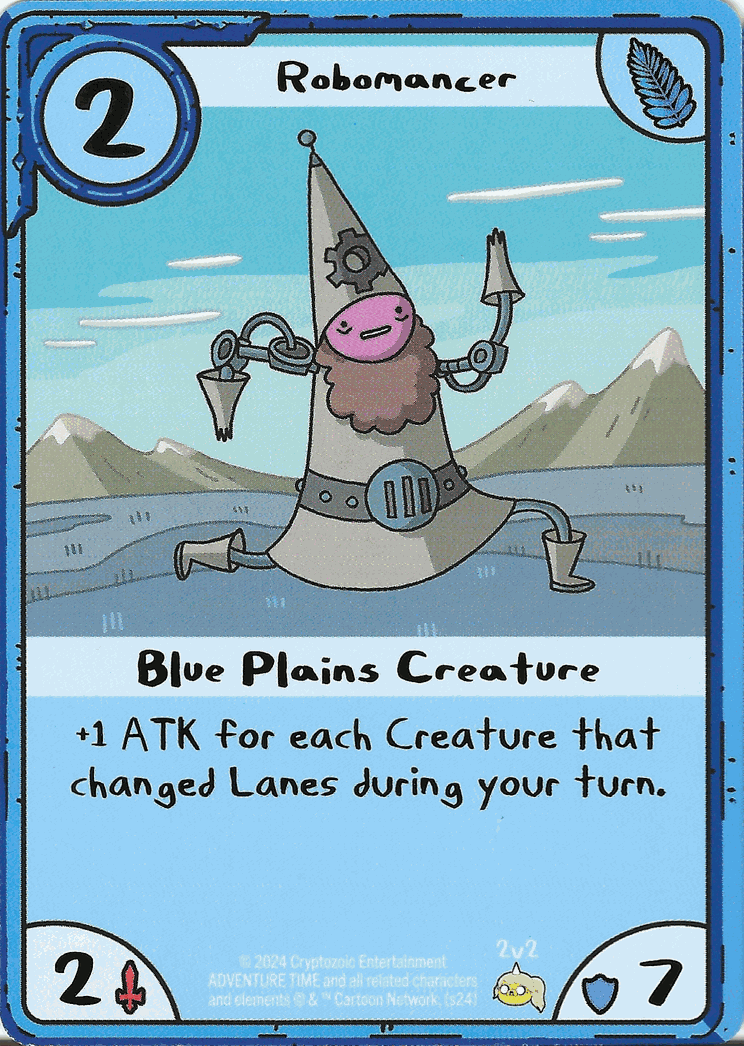 2
Robomancer
Blue Plains Creature
+1 ATK for each Creature that
changed Lanes during your turn.
2
© 2024 Cryptozoic Entertainment
ADVENTURE TIME and all related characters
and elements © & ™ Cartoon Network. (s24)
2v2
7